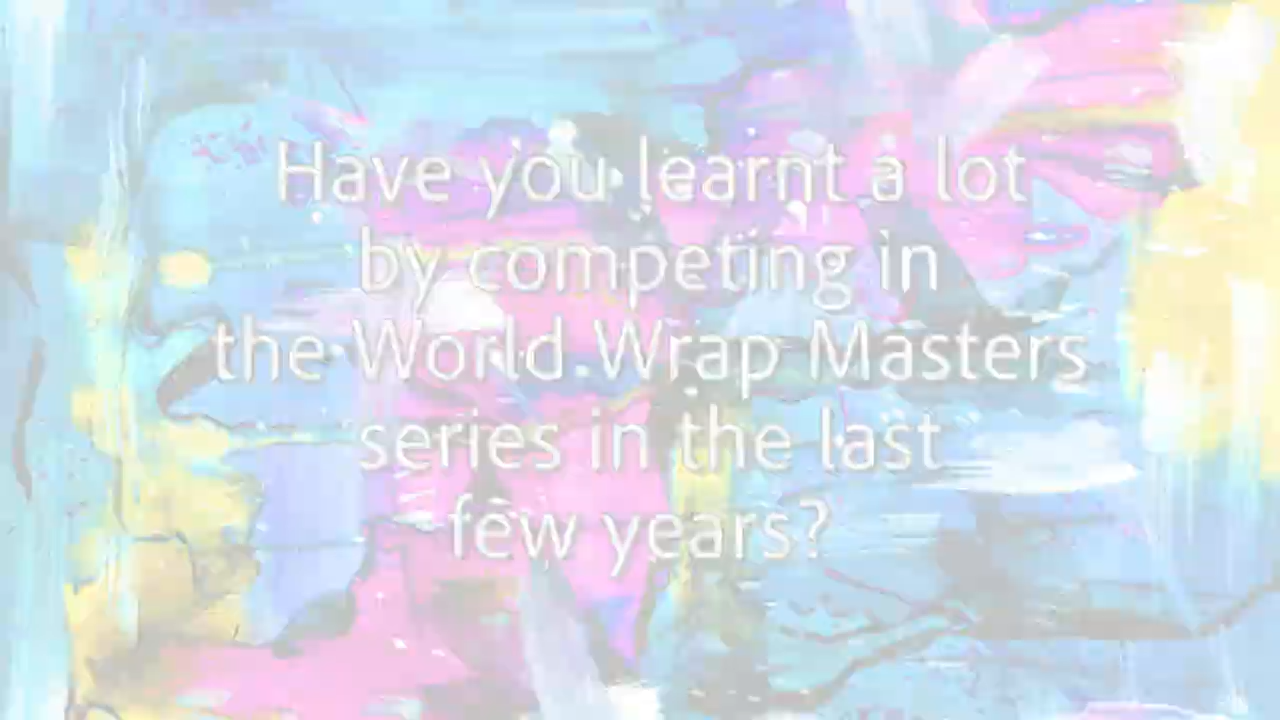 Have you learnt a lot
by competing in
the World Wrap Masters
series in the last
few years?